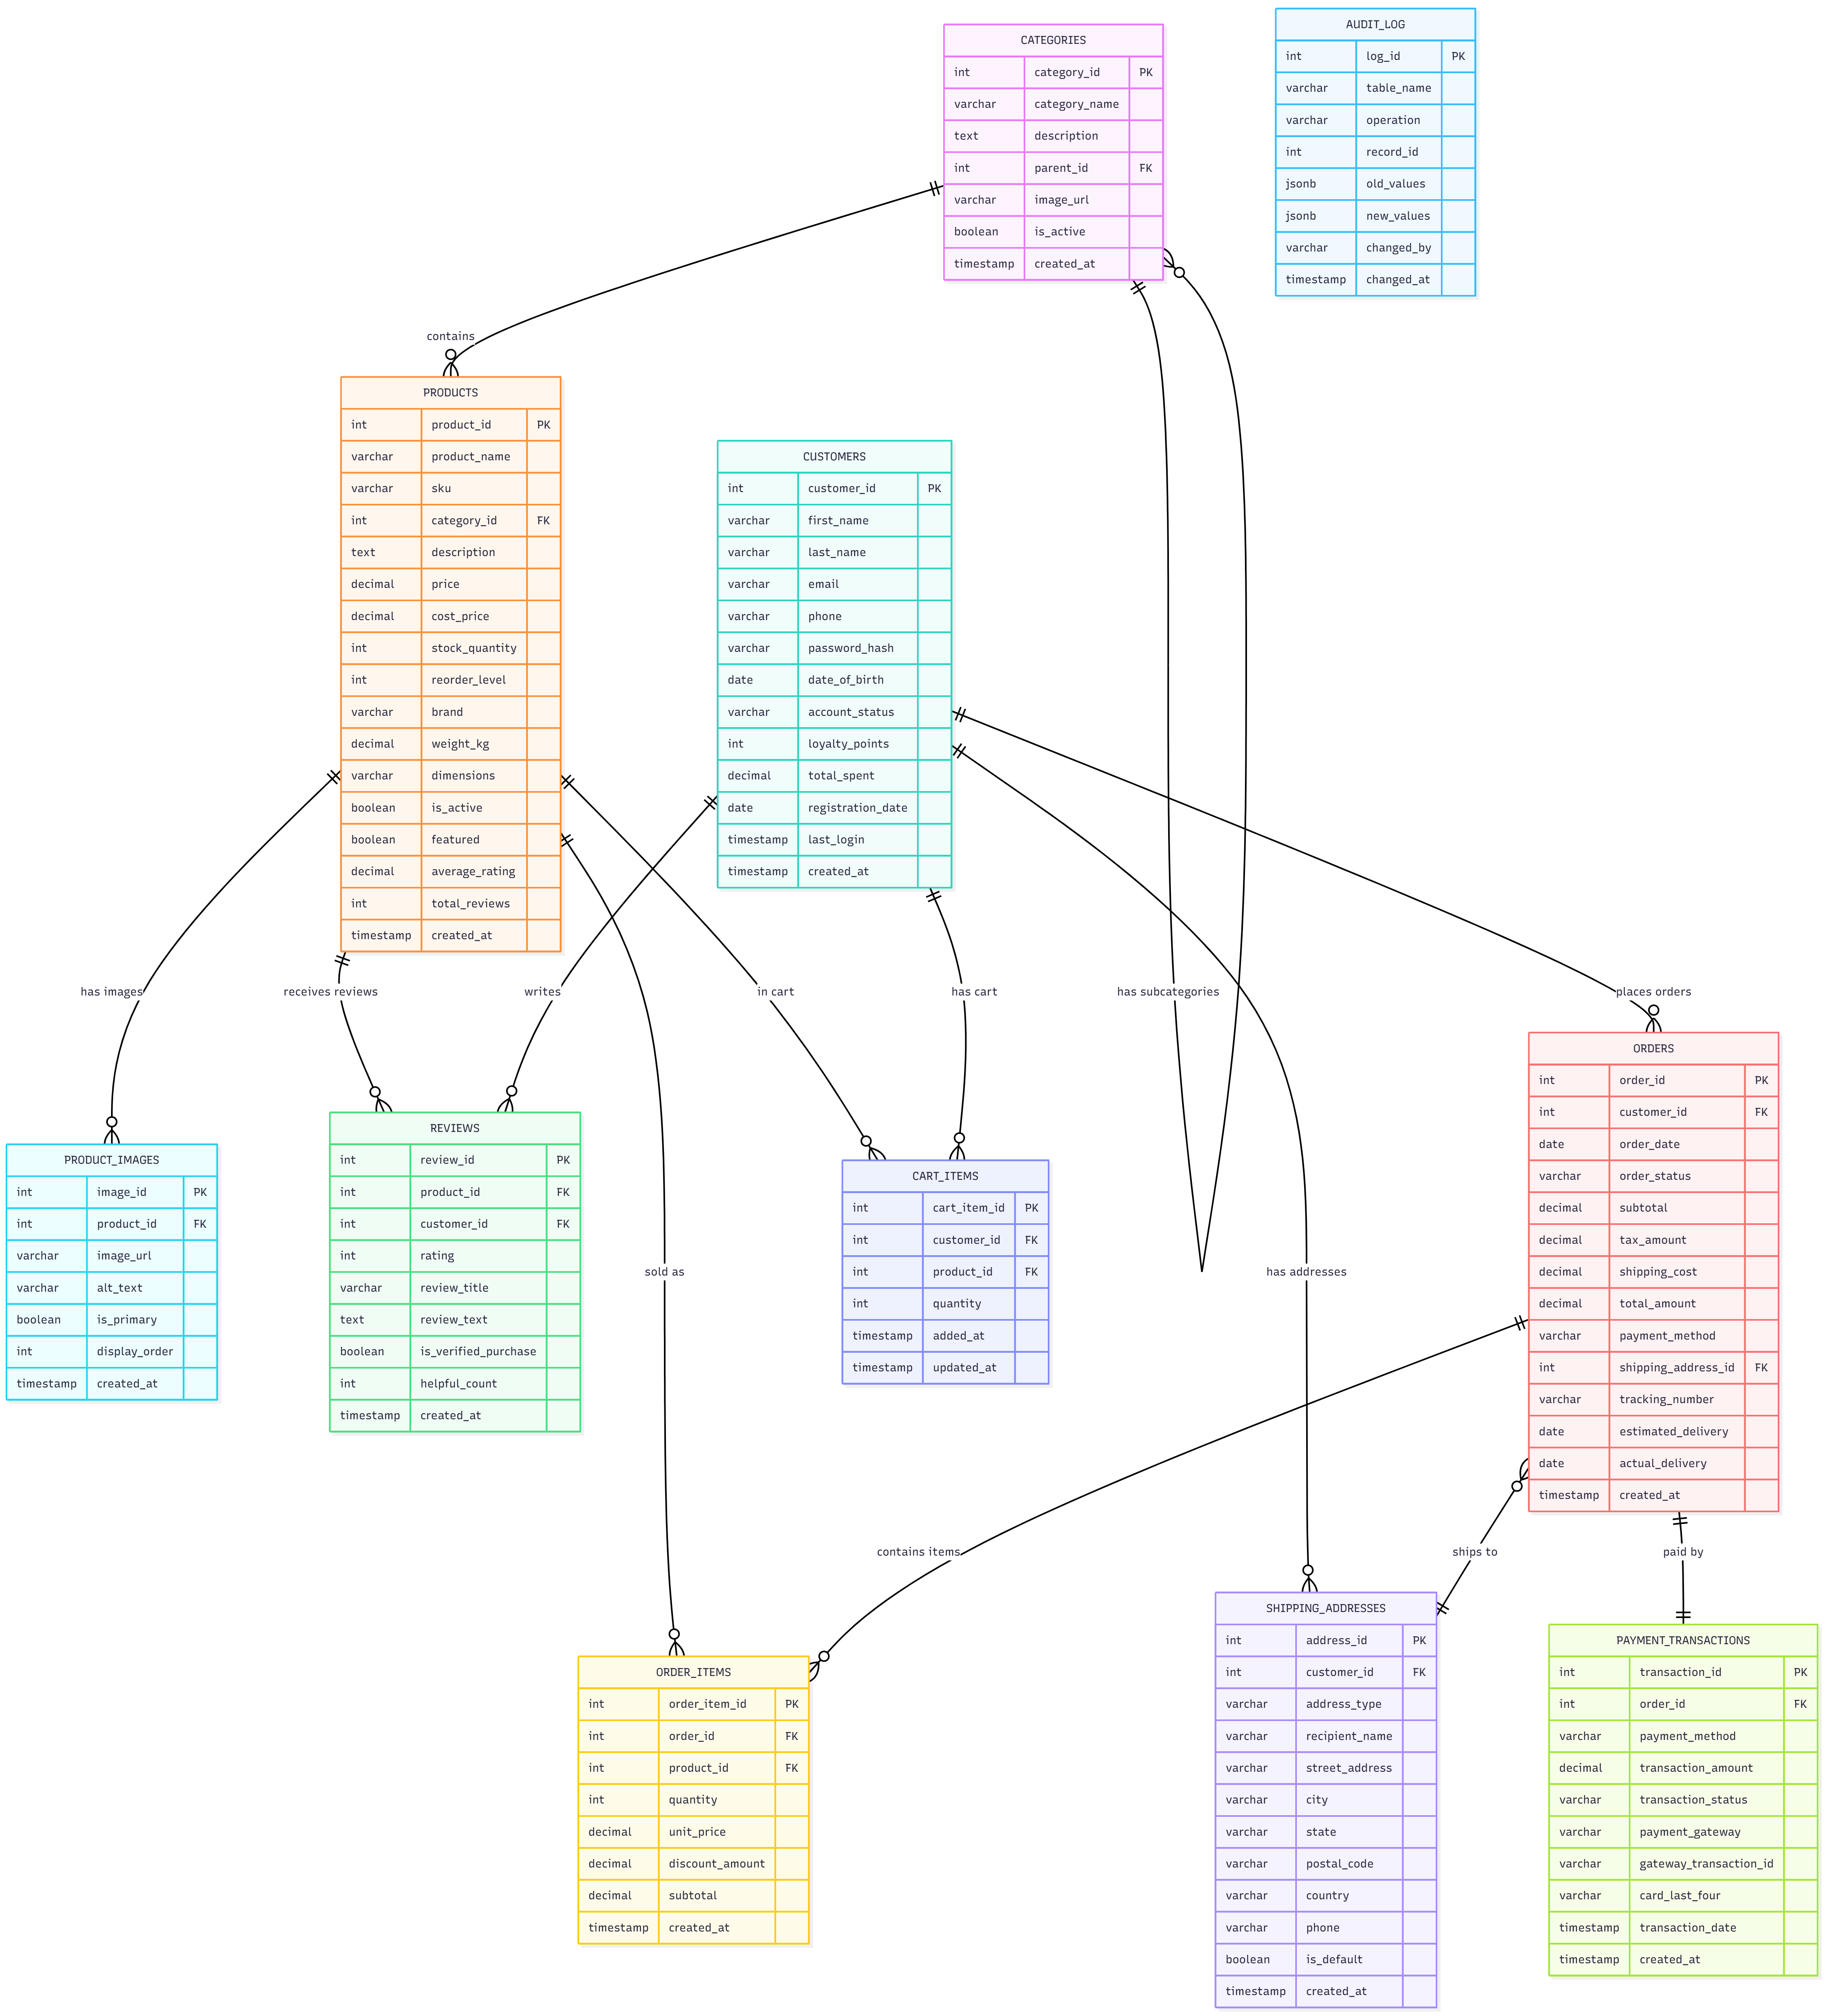 CATEGORIES
int category_id PK
varchar category_name
text description
int parent_id FK
varchar image_url
boolean is_active
timestamp created_at
AUDIT_LOG
int log_id PK
varchar table_name
varchar operation
int record_id
jsonb old_values
jsonb new_values
varchar changed_by
timestamp changed_at
contains
PRODUCTS
int product_id PK
varchar product_name
varchar sku
int category_id FK
text description
decimal price
decimal cost_price
int stock_quantity
int reorder_level
varchar brand
decimal weight_kg
varchar dimensions
boolean is_active
boolean featured
decimal average_rating
int total_reviews
timestamp created_at
CUSTOMERS
int customer_id PK
varchar first_name
varchar last_name
varchar email
varchar phone
varchar password_hash
date date_of_birth
varchar account_status
int loyalty_points
decimal total_spent
date registration_date
timestamp last_login
timestamp created_at
has images
receives reviews
writes
in cart
has cart
has subcategories
places orders
PRODUCT_IMAGES
int image_id PK
int product_id FK
varchar image_url
varchar alt_text
boolean is_primary
int display_order
timestamp created_at
REVIEWS
int review_id PK
int product_id FK
int customer_id FK
int rating
varchar review_title
text review_text
boolean is_verified_purchase
int helpful_count
timestamp created_at
sold as
CART_ITEMS
int cart_item_id PK
int customer_id FK
int product_id FK
int quantity
timestamp added_at
timestamp updated_at
has addresses
ORDERS
int order_id PK
int customer_id FK
date order_date
varchar order_status
decimal subtotal
decimal tax_amount
decimal shipping_cost
decimal total_amount
varchar payment_method
int shipping_address_id FK
varchar tracking_number
date estimated_delivery
date actual_delivery
timestamp created_at
contains items
ships to
paid by
ORDER_ITEMS
int order_item_id PK
int order_id FK
int product_id FK
int quantity
decimal unit_price
decimal discount_amount
decimal subtotal
timestamp created_at
SHIPPING_ADDRESSES
int address_id PK
int customer_id FK
varchar address_type
varchar recipient_name
varchar street_address
varchar city
varchar state
varchar postal_code
varchar country
varchar phone
boolean is_default
timestamp created_at
PAYMENT_TRANSACTIONS
int transaction_id PK
int order_id FK
varchar payment_method
decimal transaction_amount
varchar transaction_status
varchar payment_gateway
varchar gateway_transaction_id
varchar card_last_four
timestamp transaction_date
timestamp created_at